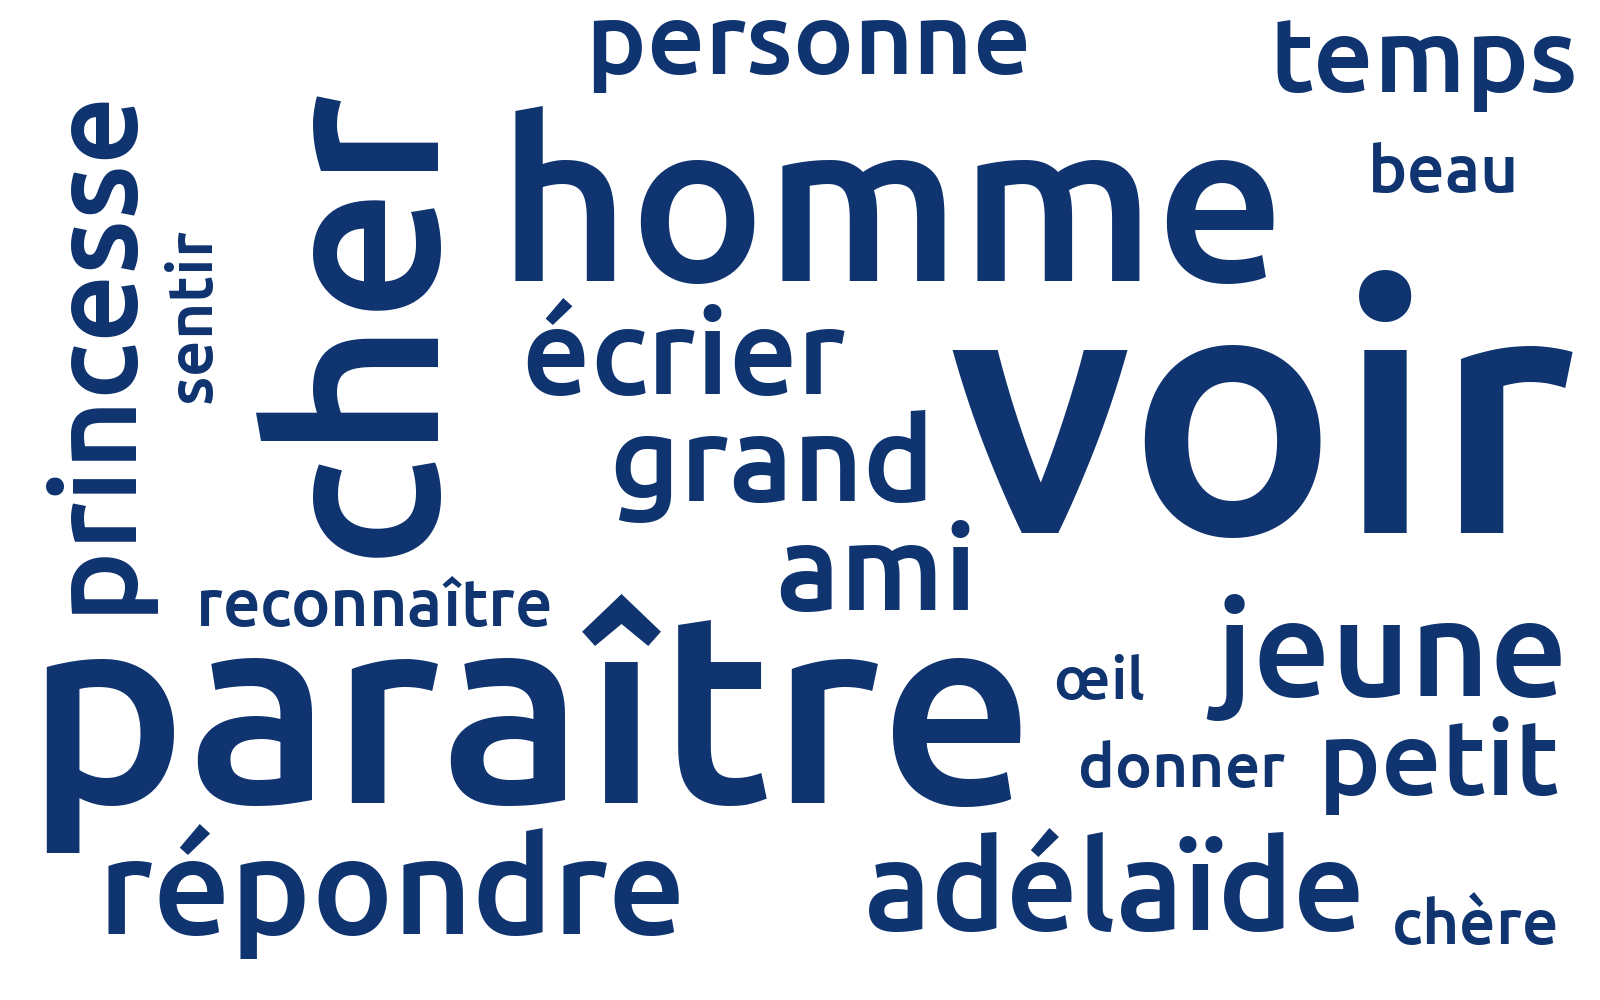 personne
temps
princesse
cher
homme
beau
sentir
voir
écrier
grand
ami
reconnaître
paraître
jeune
œil
petit
donner
répondre
adélaïde
chère